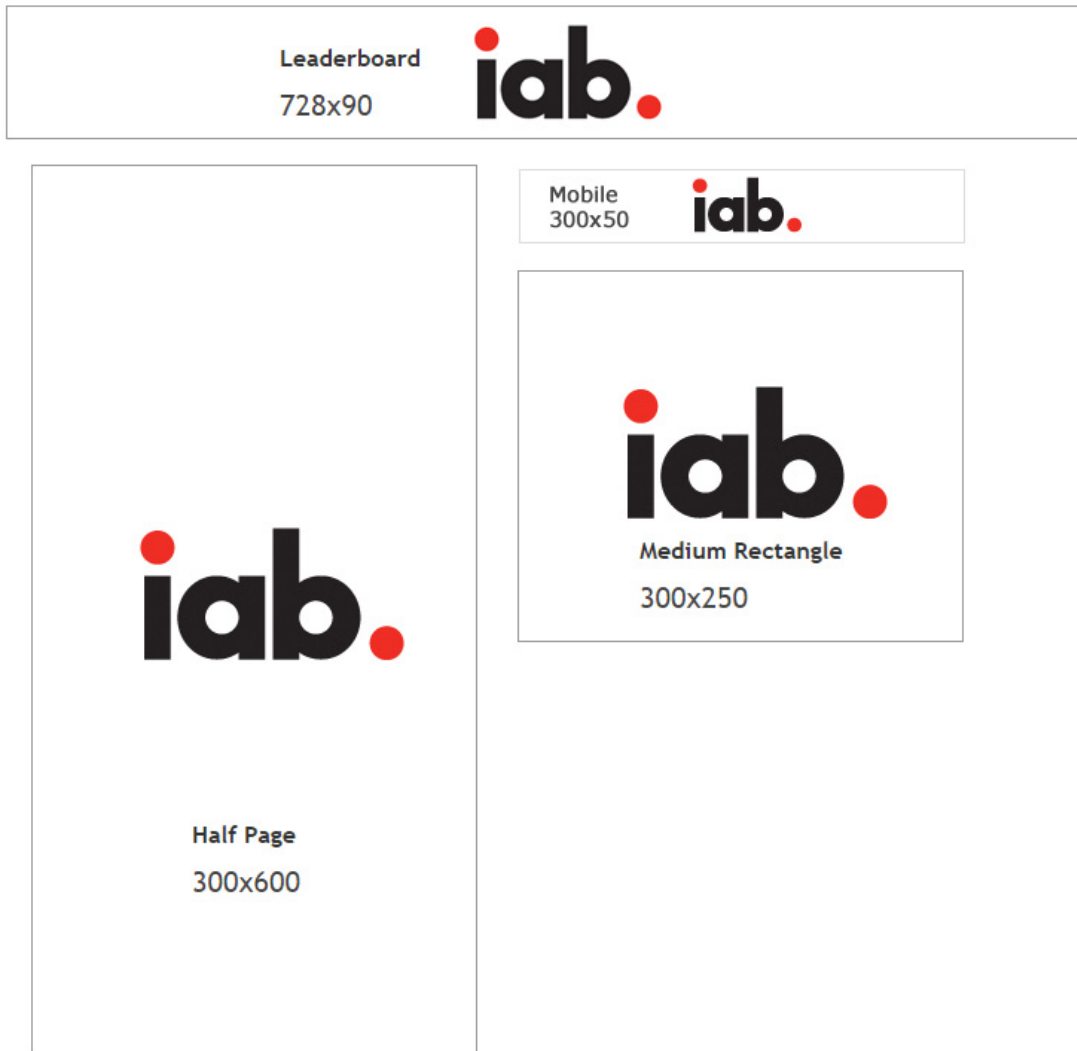 Leaderboard
728x90
iab.
Mobile
300x50
iab.
iab.
Medium Rectangle
300x250
iab.
Half Page
300x600